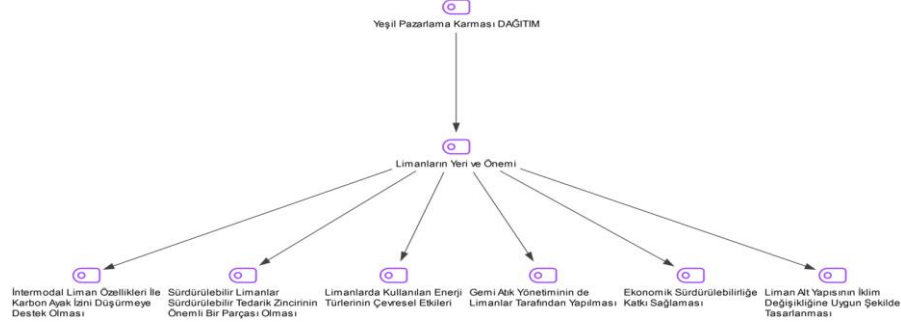 Yeşil Pazarlama Karması DAĞITIM
Limanların Yeri ve Önemi
İntermodal Liman Özellikleri İle
Karbon Ayak İzini Düşürmeye
Destek Olması
Sürdürülebilir Limanlar
Sürdürülebilir Tedarik Zincirinin
Önemli Bir Parçası Olması
Limanlarda Kullanılan Enerji
Türlerinin Çevresel Etkileri
Gemi Atık Yönetiminin de
Limanlar Tarafından Yapılması
Ekonomik Sürdürülebilirliğe
Katkı Sağlaması
Liman Alt Yapısının İklim
Değişikliğine Uygun Şekilde
Tasarlanması